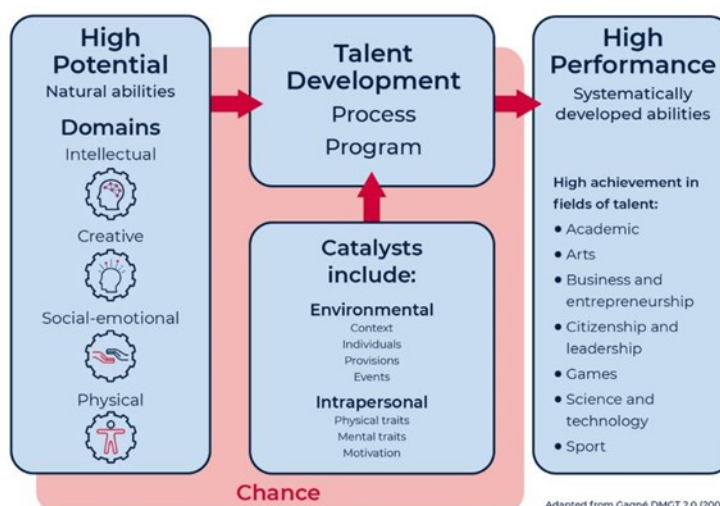 High
Potential
Natural abilities
Domains
Intellectual
Creative
Social-emotional
Physical
Talent
Development
Process
Program
Catalysts
include:
Environmental
Context
Individuals
Provisions
Events
Intrapersonal
Physical traits
Mental traits
Motivation
Chance
High
Performance
Systematically
developed abilities
High achievement in
fields of talent:
• Academic
• Arts
• Business and
entrepreneurship
• Citizenship and
leadership
• Games
• Science and
technology
• Sport
Adapted from Gagné DMGT 2.0